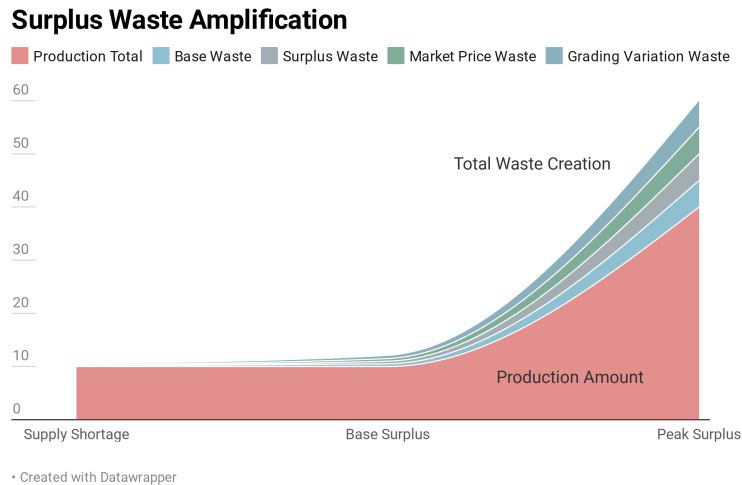 Surplus Waste Amplification
Production Total Base Waste Surplus Waste Market Price Waste Grading Variation Waste
60
50
Total Waste Creation
40
30
20
10
Production Amount
0
Supply Shortage Base Surplus Peak Surplus
• Created with Datawrapper